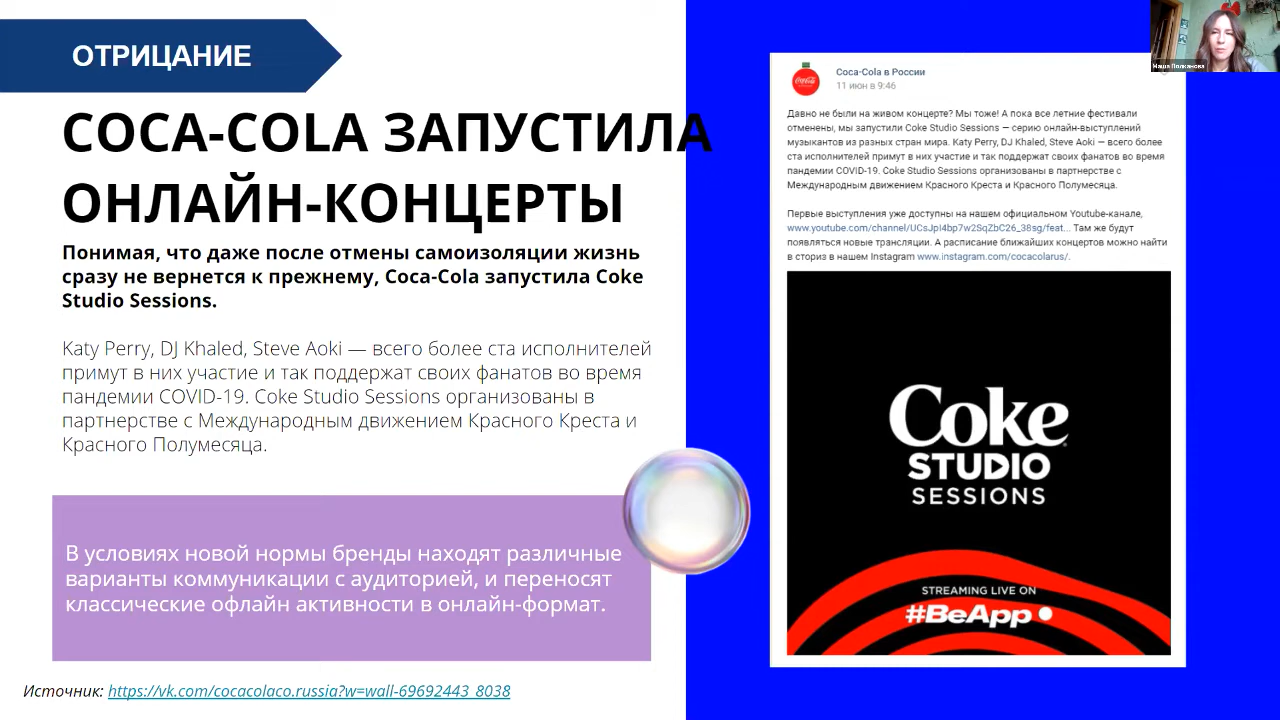 ОТРИЦАНИЕ
COCA-COLA ЗАПУСТИЛА
ОНЛАЙН-КОНЦЕРТЫ
Понимая, что даже после отмены самоизоляции жизнь
сразу не вернется к прежнему, Coca-Cola запустила Coke
Studio Sessions.
Katy Perry, DJ Khaled, Steve Aoki — всего более ста исполнителей
примут в них участие и так поддержат своих фанатов во время
пандемии COVID-19. Coke Studio Sessions организованы в
партнерстве с Международным движением Красного Креста и
Красного Полумесяца.
В условиях новой нормы бренды находят различные
варианты коммуникации с аудиторией, и переносят
классические офлайн активности в онлайн-формат.
Источник: https://vk.com/cocacolaco.russia?w=wall-69692443_8038
Coca-Cola в России
11 июн в 9:46
Давно не были на живом концерте? Мы тоже! А пока все летние фестивали
отменены, мы запустили Coke Studio Sessions — серию онлайн-выступлений
музыкантов из разных стран мира. Katy Perry, DJ Khaled, Steve Aoki — всего более
ста исполнителей примут в них участие и так поддержат своих фанатов во время
пандемии COVID-19. Coke Studio Sessions организованы в партнерстве с
Международным движением Красного Креста и Красного Полумесяца.
Первые выступления уже доступны на нашем официальном Youtube-канале,
www.youtube.com/channel/UCsJpI4bp7w2SqZbC26_38sg/feat... Там же будут
появляться новые трансляции. А расписание ближайших концертов можно найти
в сториз в нашем Instagram www.instagram.com/cocacolarus/.
Coke
STUDIO
SESSIONS
STREAMING LIVE ON
#BeApp
Маша Полканова